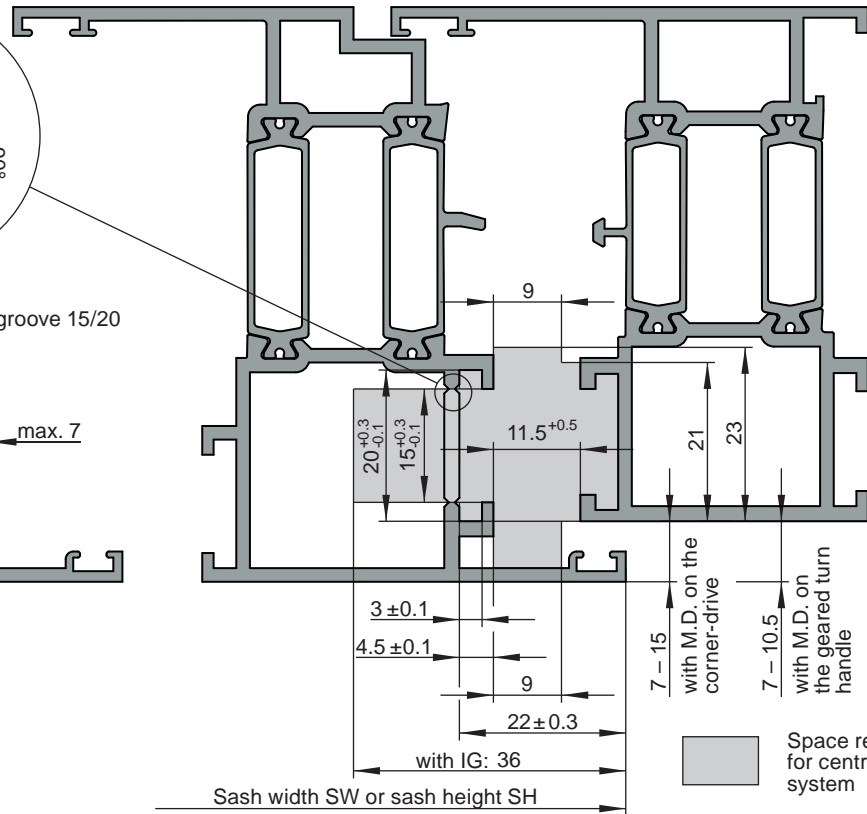 9
groove 15/20
max. 7
20 +0.3 -0.1
15 +0.3 -0.1
11.5 +0.5
21
23
3 ±0.1
4.5 ±0.1
9
22 ± 0.3
with IG: 36
Sash width SW or sash height SH
7 – 15
with M.D. on the
corner-drive
7 – 10.5
with M.D. on
the geared turn
handle
Space re
for centr
system